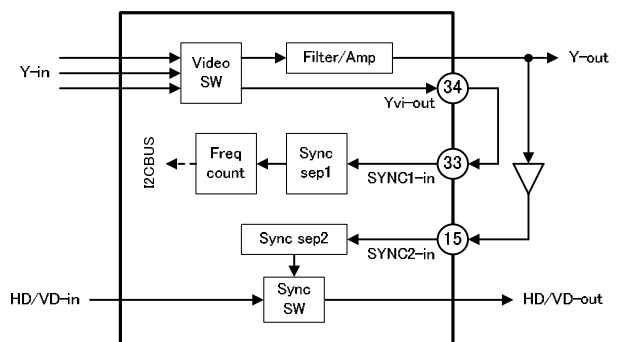 Y-in
Video
SW
Filter/Amp
Y-out
34
Yvi-out
I2CBUS
Freq
count
Sync
sep1
33
SYNC1-in
Sync sep2
15
SYNC2-in
HD/VD-in
Sync
SW
HD/VD-out